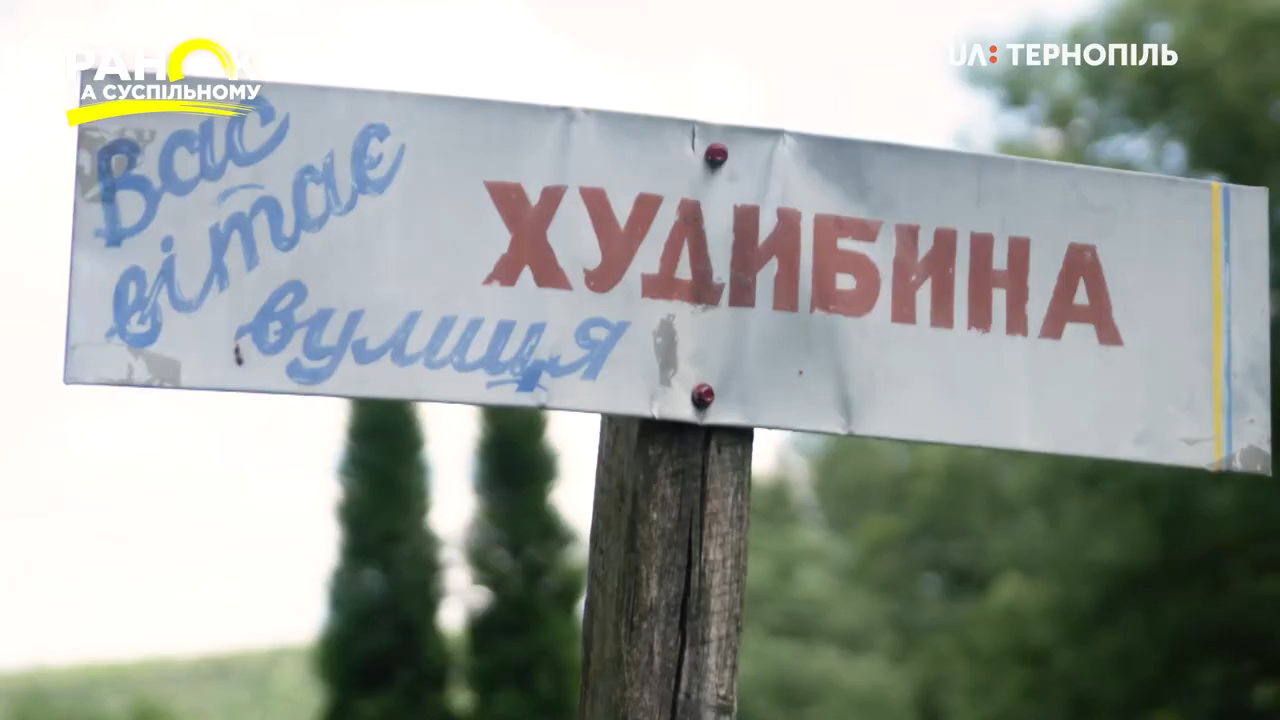 РАНОК
НА СУСПІЛЬНОМУ
UA: ТЕРНОПІЛЬ
Вас
вітає
вулиця
ХУДИБИНА